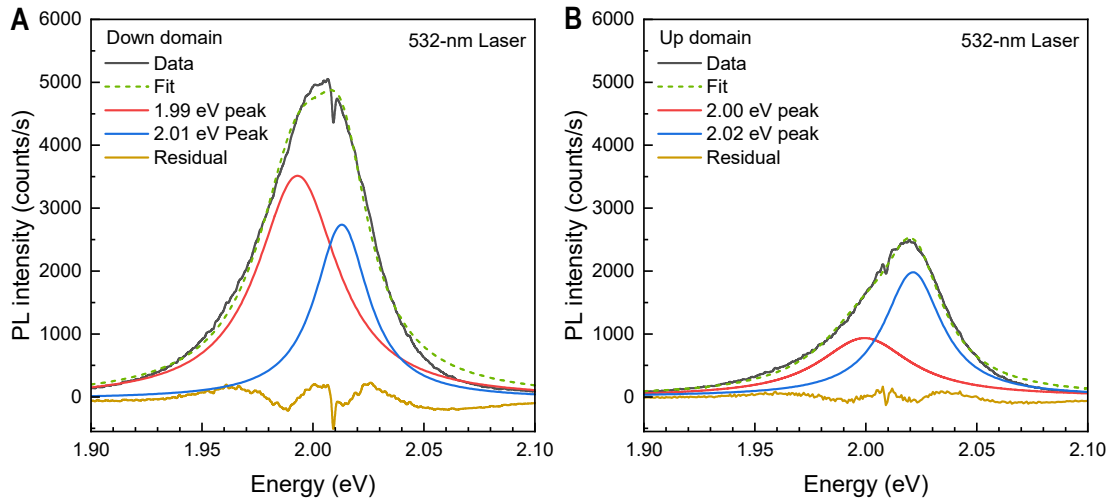 A
Down domain
532-nm Laser
Data
Fit
1.99 eV peak
2.01 eV Peak
Residual
PL intensity (counts/s)
6000
5000
4000
3000
2000
1000
0
1.90
1.95
2.00
2.05
2.10
Energy (eV)
B
Up domain
532-nm Laser
Data
Fit
2.00 eV peak
2.02 eV peak
Residual
PL intensity (counts/s)
6000
5000
4000
3000
2000
1000
0
1.90
1.95
2.00
2.05
2.10
Energy (eV)